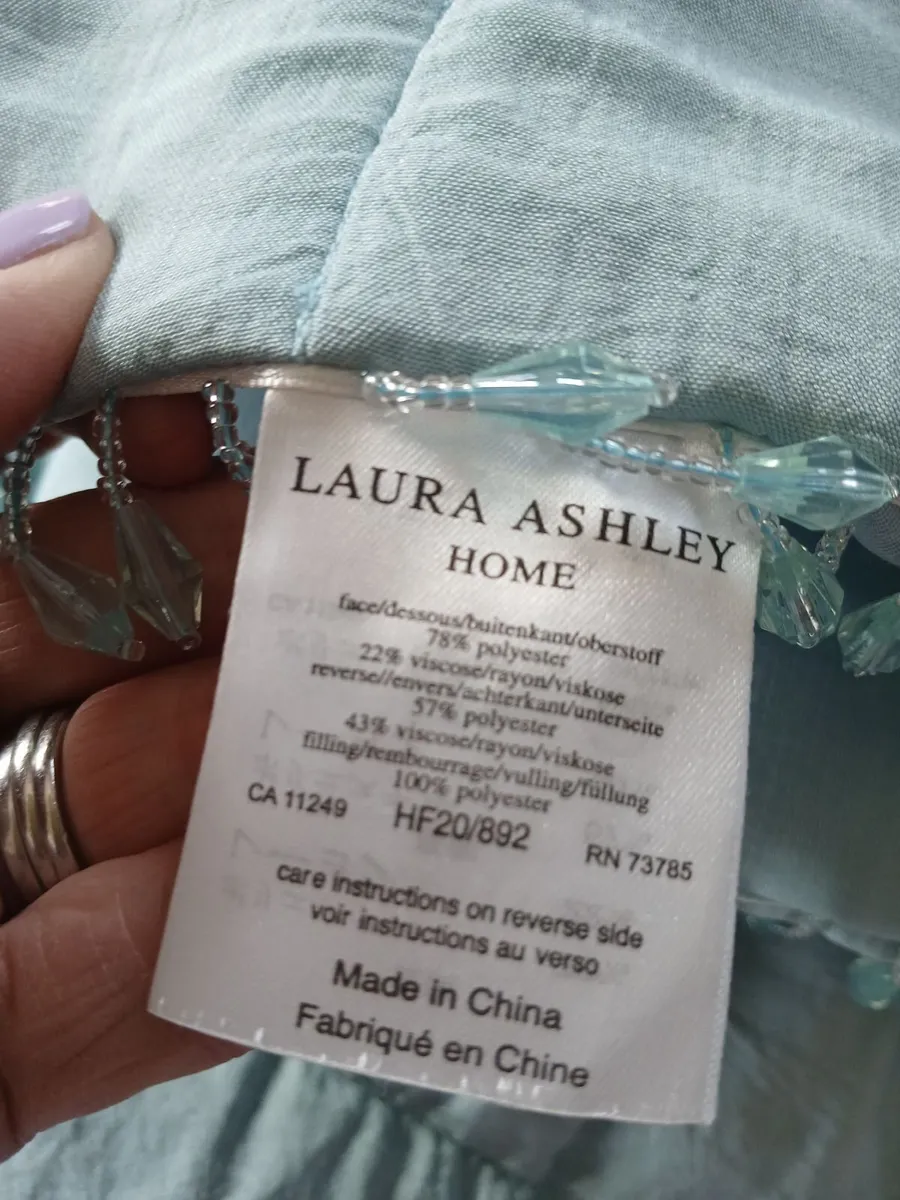 LAURA ASHLEY
HOME
face/dessous/buitenkant/oberstoff
78% polyester
22% viscose/rayon/viskose
reverse//envers/achterkant/unterseite
57% polyester
43% viscose/rayon/viskose
filling/rembourrage/vulling/füllung
100% polyester
CA 11249 HF20/892 RN 73785
care instructions on reverse side
voir instructions au verso
Made in China
Fabriqué en Chine